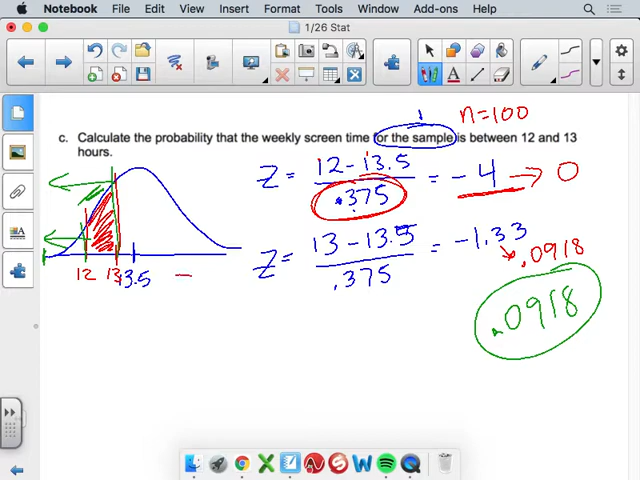 Notebook File Edit View Insert Format Tools Window Add-ons Help
1/26 Stat
n=100
c. Calculate the probability that the weekly screen time for the sample is between 12 and 13
hours.
Z = 12-13.5 / .375 = -4 → 0
Z = 13-13.5 / .375 = -1.33
.0918
.0918
12 13 13.5